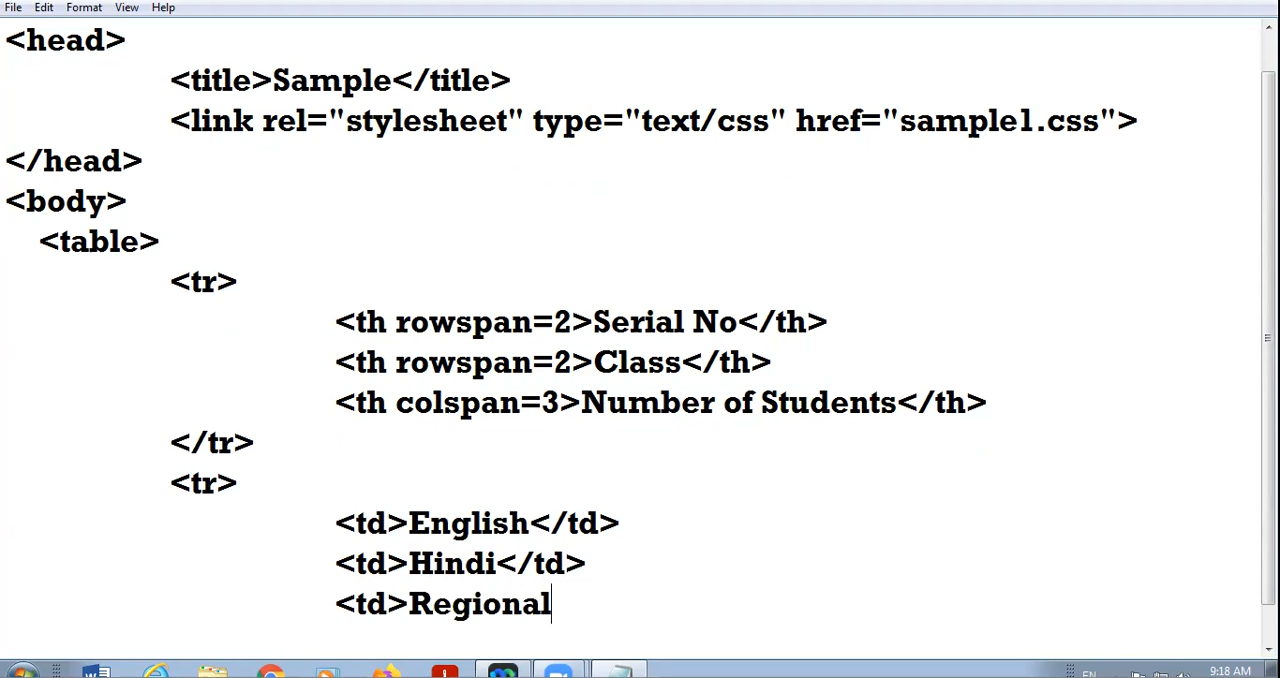 File Edit Format View Help
<head>
<title>Sample</title>
<link rel="stylesheet" type="text/css" href="sample1.css">
</head>
<body>
<table>
<tr>
<th rowspan=2>Serial No</th>
<th rowspan=2>Class</th>
<th colspan=3>Number of Students</th>
</tr>
<tr>
<td>English</td>
<td>Hindi</td>
<td>Regional
EN 9:18 AM